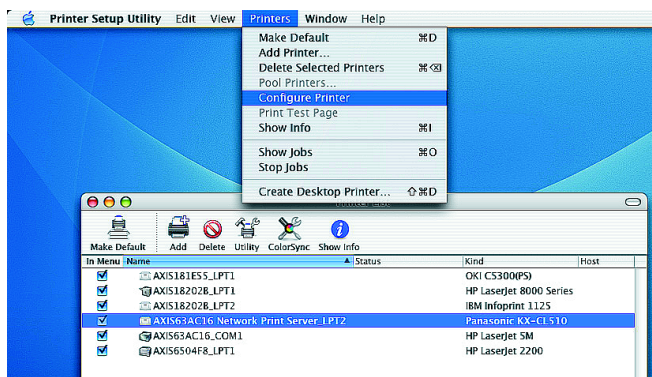 Printer Setup Utility Edit View Printers Window Help
Make Default ⌘D
Add Printer...
Delete Selected Printers ⌘⌫
Pool Printers...
Configure Printer
Print Test Page
Show Info ⌘I
Show Jobs ⌘O
Stop Jobs
Create Desktop Printer... ⇧⌘D
Printer List
Make Default Add Delete Utility ColorSync Show Info
In Menu Name Status Kind Host
AXIS181E55_LPT1 OKI C5300(PS)
AXIS18202B_LPT1 HP LaserJet 8000 Series
AXIS18202B_LPT2 IBM Infoprint 1125
AXIS63AC16 Network Print Server_LPT2 Panasonic KX-CL510
AXIS63AC16_COM1 HP LaserJet 5M
AXIS6504F8_LPT1 HP LaserJet 2200